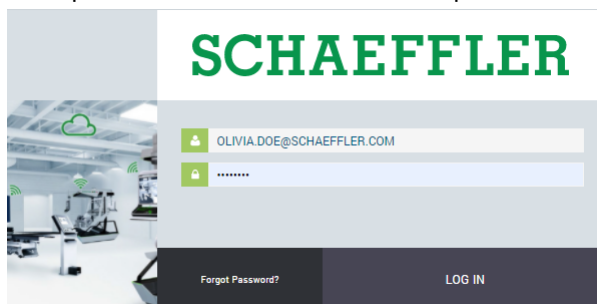 SCHAEFFLER
OLIVIA.DOE@SCHAEFFLER.COM
••••••••
Forgot Password?
LOG IN